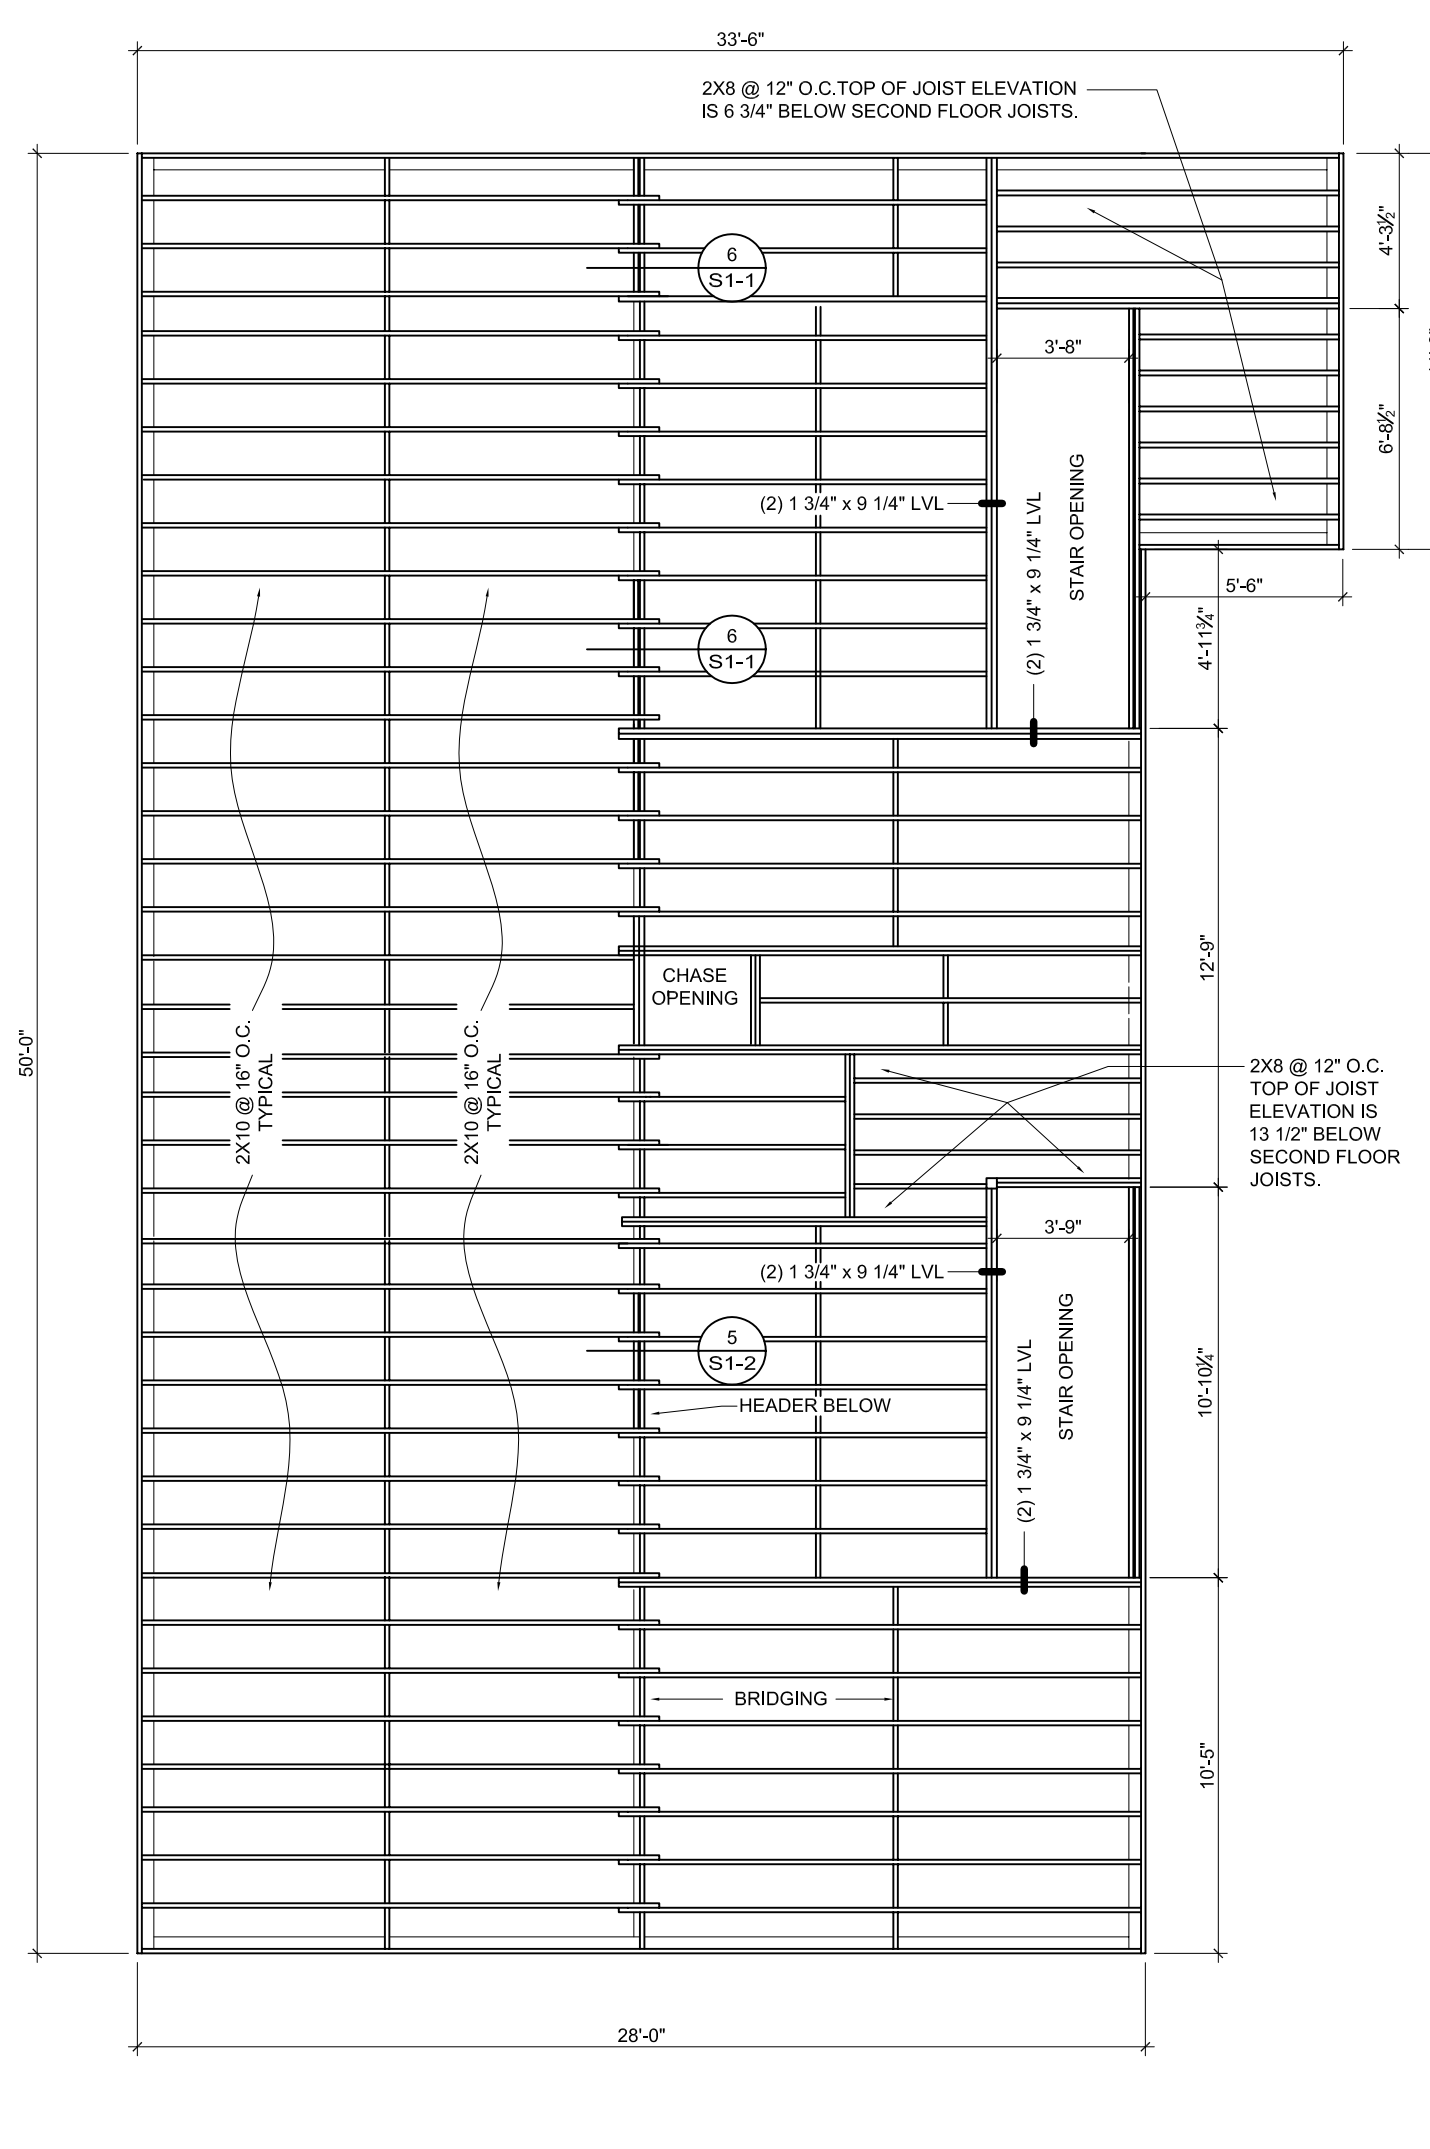 33'-6"
2X8 @ 12" O.C.TOP OF JOIST ELEVATION
IS 6 3/4" BELOW SECOND FLOOR JOISTS.
4'-3½"
6
S1-1
3'-8"
6'-8½"
(2) 1 3/4" x 9 1/4" LVL
(2) 1 3/4" x 9 1/4" LVL
STAIR OPENING
5'-6"
6
S1-1
4'-11¾"
CHASE
OPENING
12'-9"
50'-0"
2X10 @ 16" O.C.
TYPICAL
2X10 @ 16" O.C.
TYPICAL
2X8 @ 12" O.C.
TOP OF JOIST
ELEVATION IS
13 1/2" BELOW
SECOND FLOOR
JOISTS.
3'-9"
(2) 1 3/4" x 9 1/4" LVL
5
S1-2
(2) 1 3/4" x 9 1/4" LVL
STAIR OPENING
10'-10¼"
HEADER BELOW
BRIDGING
10'-5"
28'-0"